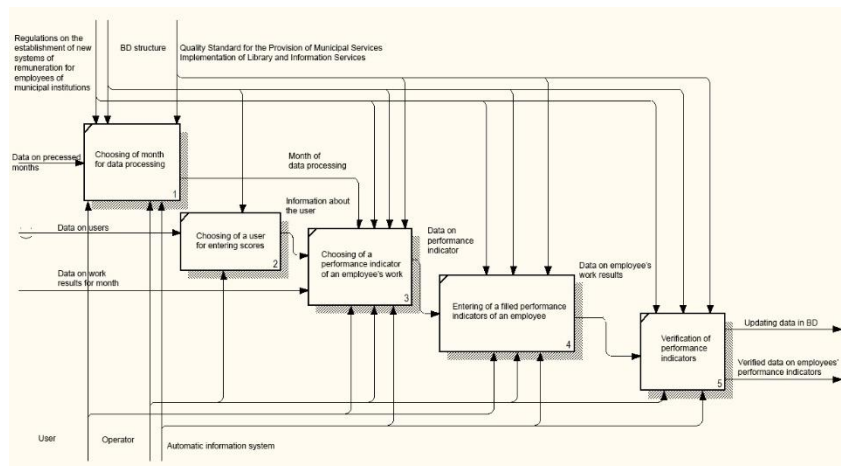 Regulations on the
establishment of new
systems of
remuneration for
employees of
municipal institutions
BD structure
Quality Standard for the Provision of Municipal Services
Implementation of Library and Information Services
Data on precessed
months
Choosing of month
for data processing
1
Month of
data processing
Data on users
Choosing of a user
for entering scores
2
Information about
the user
Data on work
results for month
Choosing of a
performance indicator
of an employee's work
3
Data on
performance
indicator
Entering of a filled performance
indicators of an employee
4
Data on employee's
work results
Verification of
performance
indicators
5
Updating data in BD
Verified data on employees'
performance indicators
User
Operator
Automatic information system